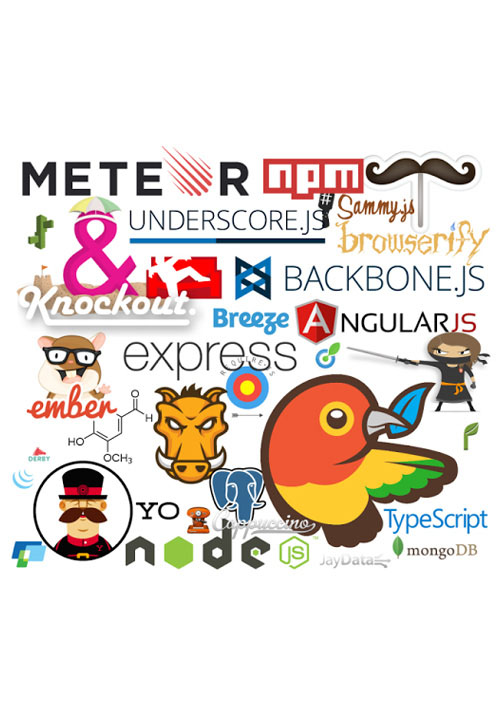 METEOR
npm
#
Sammy.js
UNDERSCORE.JS
browserify
&
Knockout.
BACKBONE.JS
Breeze
ANGULARJS
express
REQUIREJS
ember
O
H
HO
OCH3
DERBY
YO
Cappuccino
TypeScript
node
JS
JayData
mongoDB